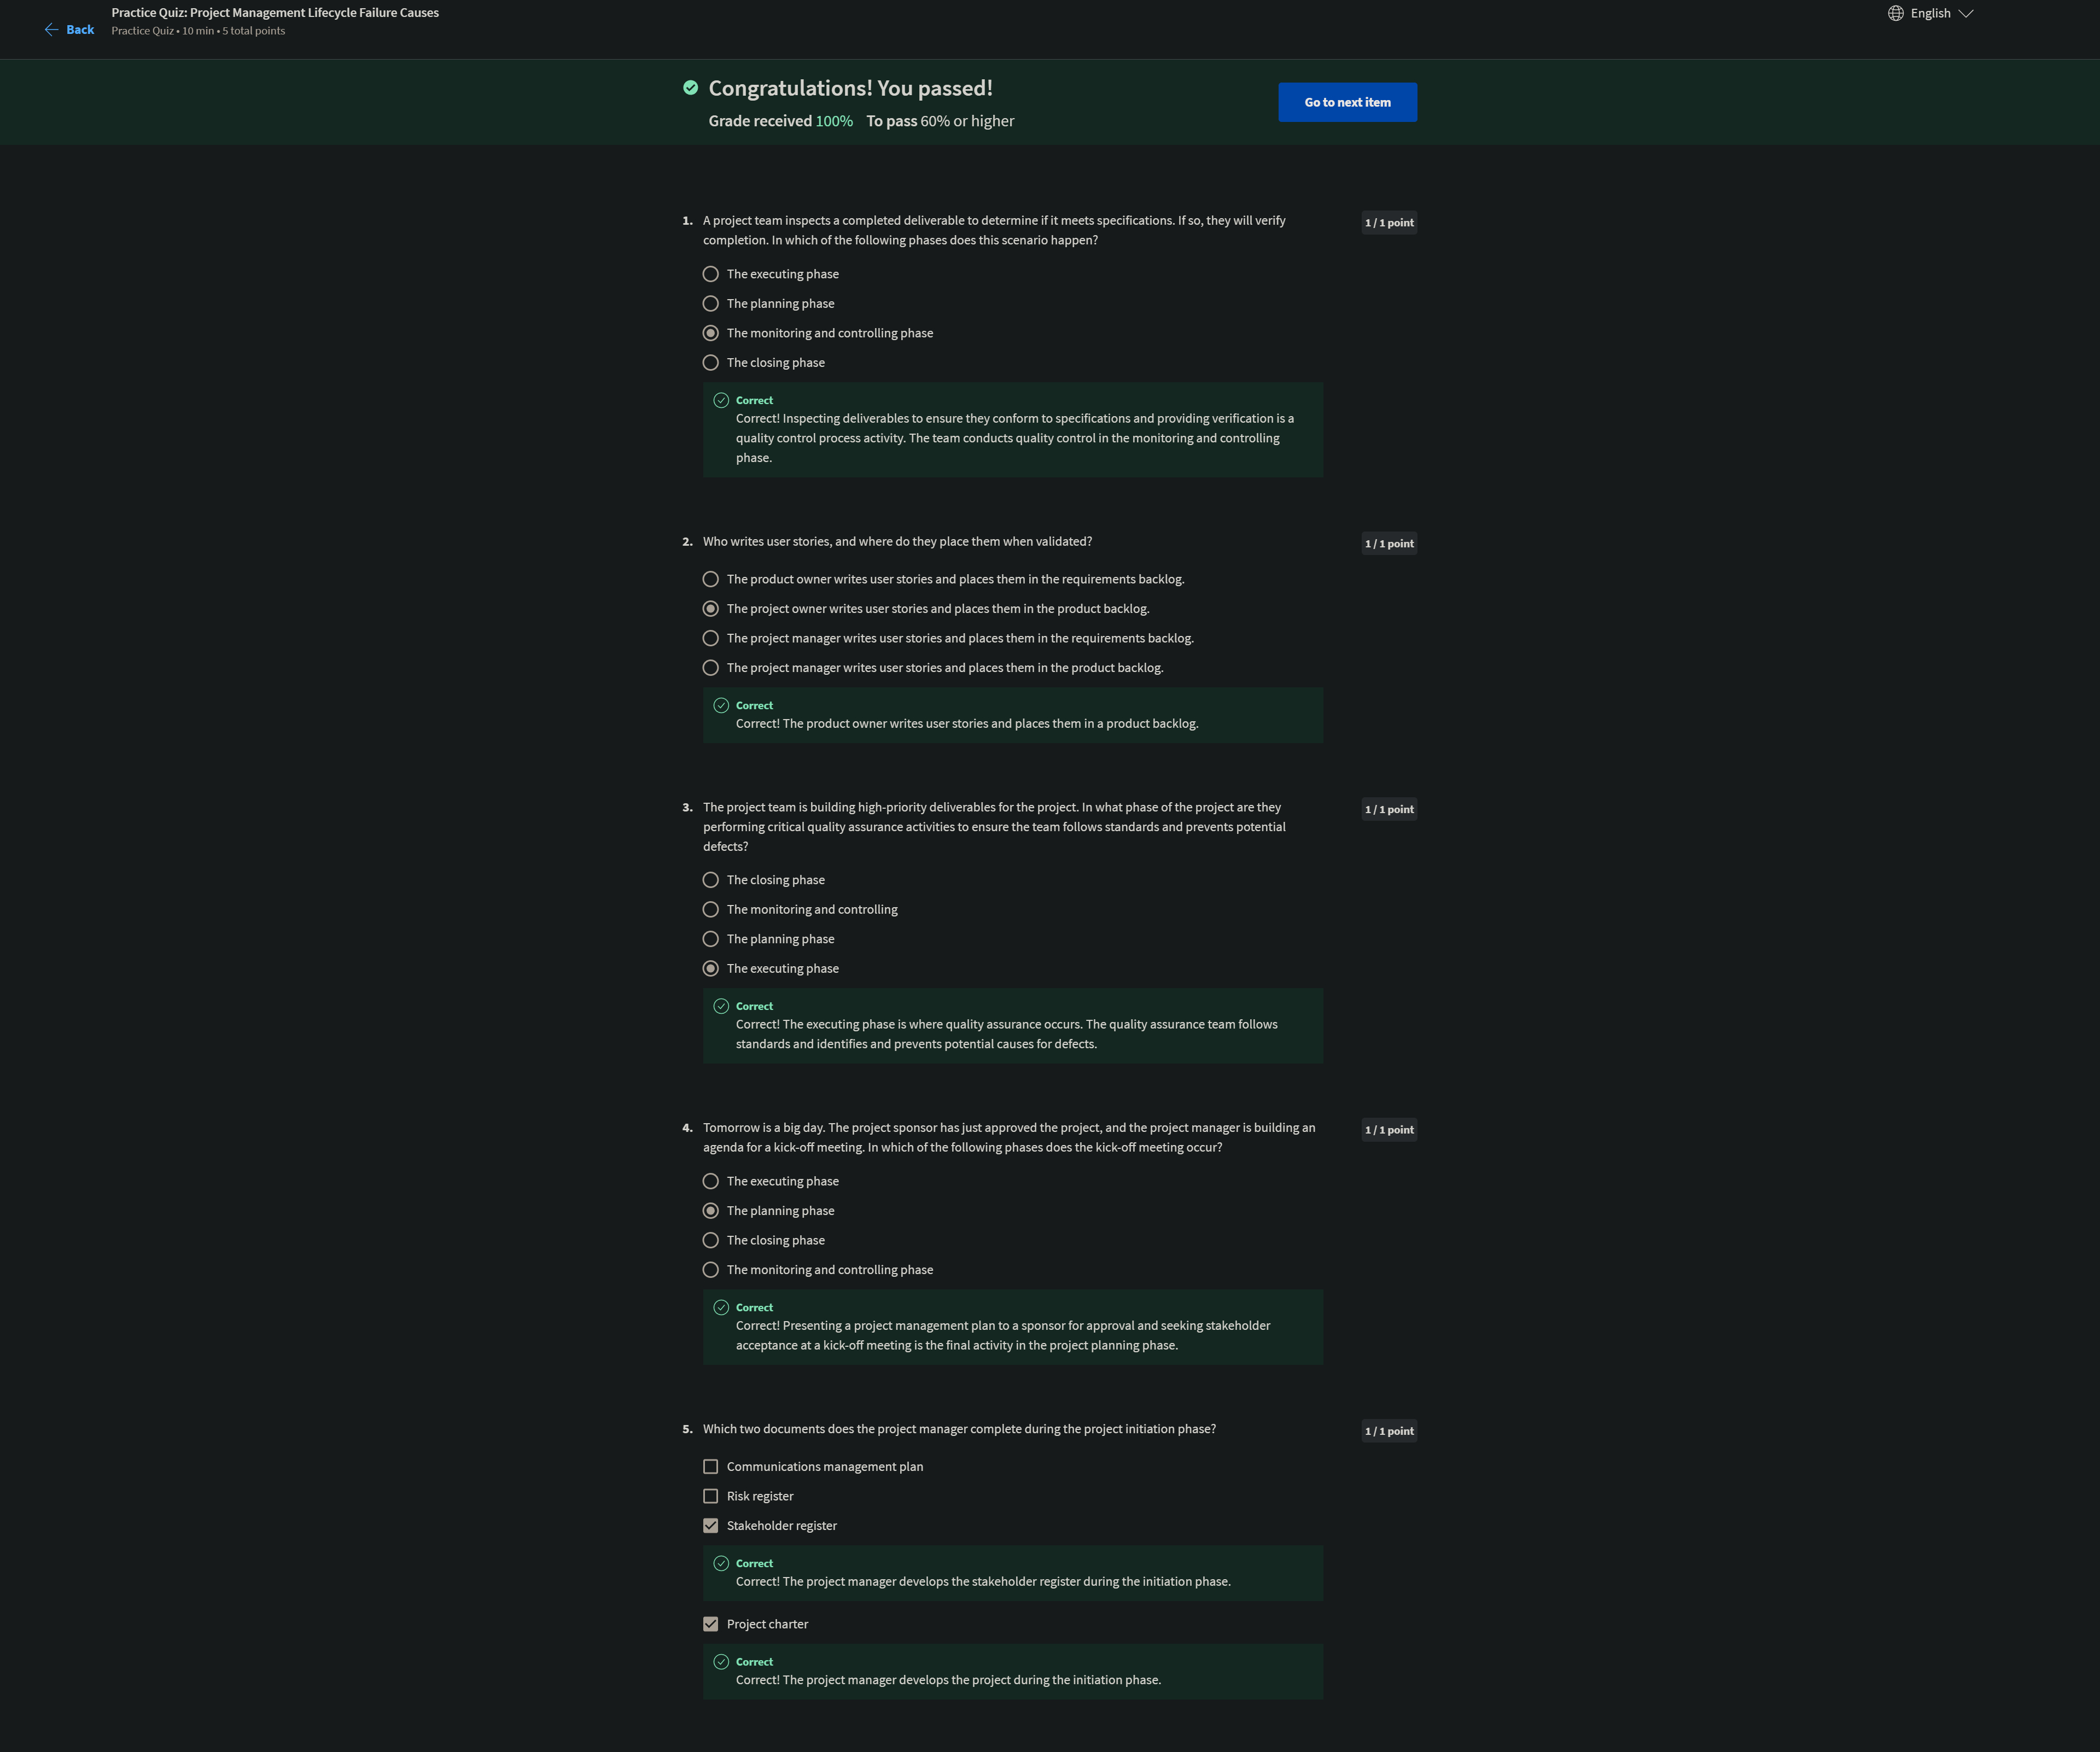 Back
Practice Quiz: Project Management Lifecycle Failure Causes
Practice Quiz • 10 min • 5 total points
English
Congratulations! You passed!
Grade received 100% To pass 60% or higher
Go to next item
1. A project team inspects a completed deliverable to determine if it meets specifications. If so, they will verify
completion. In which of the following phases does this scenario happen?
1 / 1 point
The executing phase
The planning phase
The monitoring and controlling phase
The closing phase
Correct
Correct! Inspecting deliverables to ensure they conform to specifications and providing verification is a
quality control process activity. The team conducts quality control in the monitoring and controlling
phase.
2. Who writes user stories, and where do they place them when validated?
1 / 1 point
The product owner writes user stories and places them in the requirements backlog.
The project owner writes user stories and places them in the product backlog.
The project manager writes user stories and places them in the requirements backlog.
The project manager writes user stories and places them in the product backlog.
Correct
Correct! The product owner writes user stories and places them in a product backlog.
3. The project team is building high-priority deliverables for the project. In what phase of the project are they
performing critical quality assurance activities to ensure the team follows standards and prevents potential
defects?
1 / 1 point
The closing phase
The monitoring and controlling
The planning phase
The executing phase
Correct
Correct! The executing phase is where quality assurance occurs. The quality assurance team follows
standards and identifies and prevents potential causes for defects.
4. Tomorrow is a big day. The project sponsor has just approved the project, and the project manager is building an
agenda for a kick-off meeting. In which of the following phases does the kick-off meeting occur?
1 / 1 point
The executing phase
The planning phase
The closing phase
The monitoring and controlling phase
Correct
Correct! Presenting a project management plan to a sponsor for approval and seeking stakeholder
acceptance at a kick-off meeting is the final activity in the project planning phase.
5. Which two documents does the project manager complete during the project initiation phase?
1 / 1 point
Communications management plan
Risk register
Stakeholder register
Correct
Correct! The project manager develops the stakeholder register during the initiation phase.
Project charter
Correct
Correct! The project manager develops the project during the initiation phase.